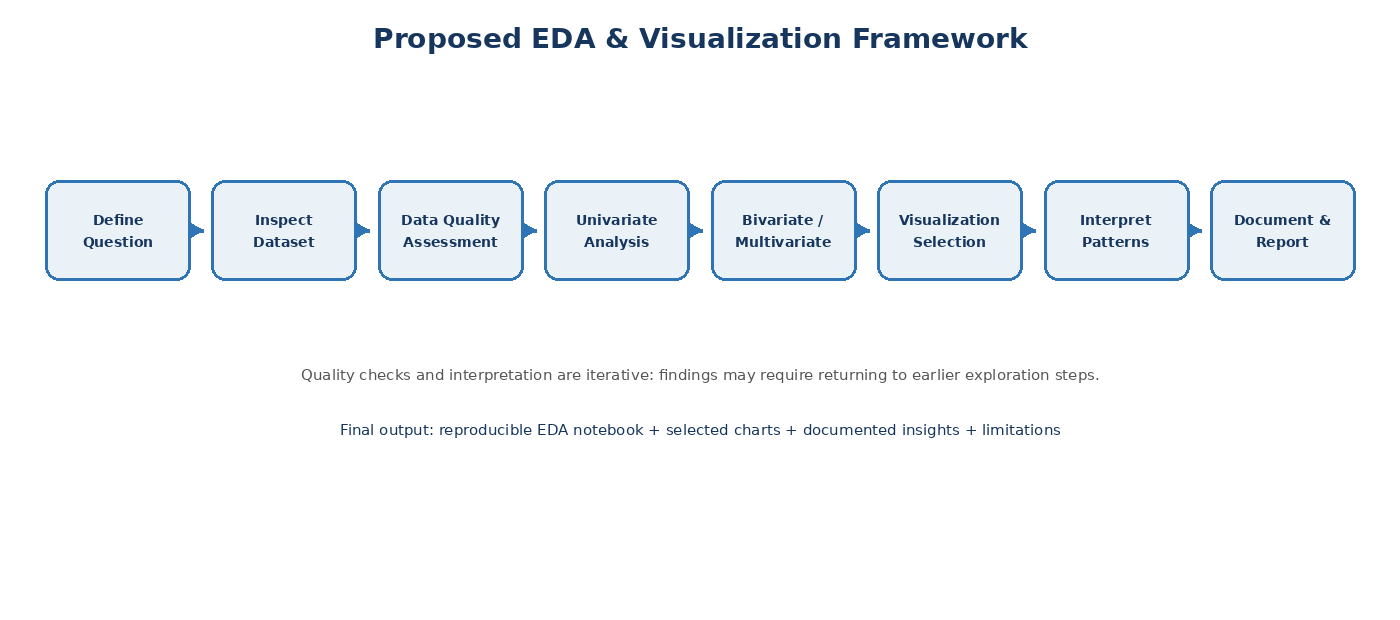 Proposed EDA & Visualization Framework
Define
Question
Inspect
Dataset
Data Quality
Assessment
Univariate
Analysis
Bivariate /
Multivariate
Visualization
Selection
Interpret
Patterns
Document &
Report
Quality checks and interpretation are iterative: findings may require returning to earlier exploration steps.
Final output: reproducible EDA notebook + selected charts + documented insights + limitations